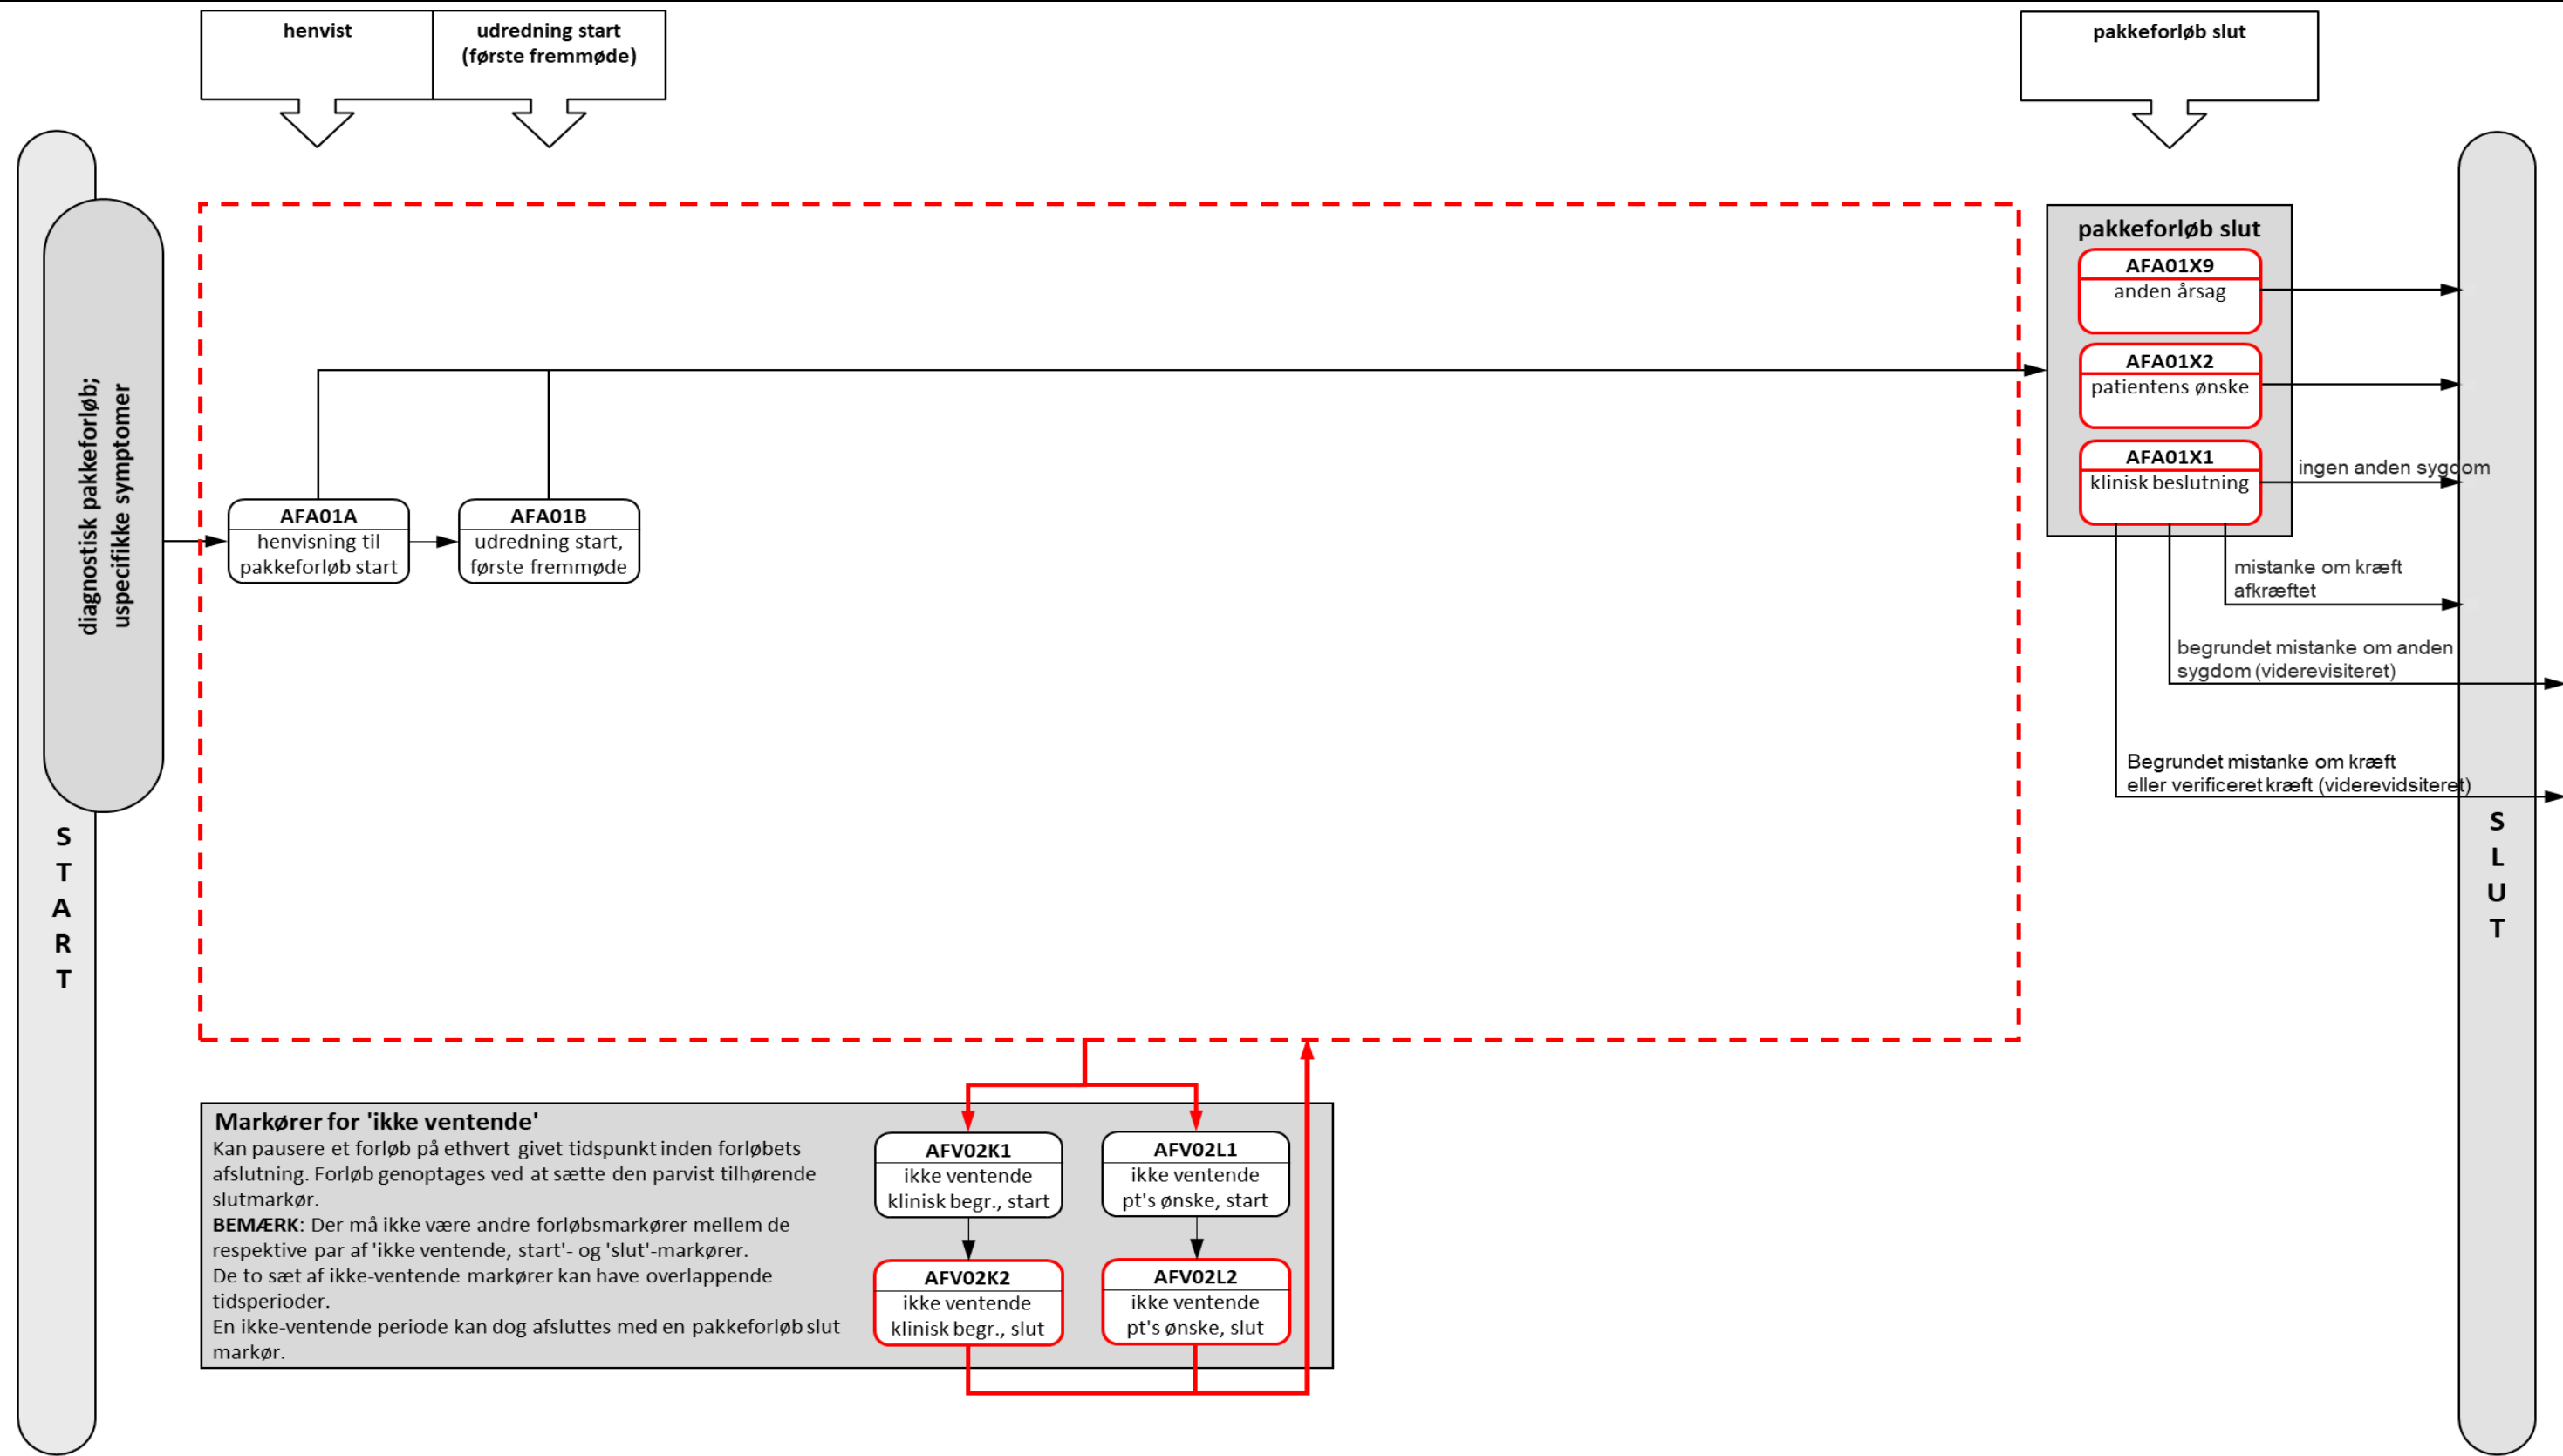 henvist
udredning start
(første fremmøde)
pakkeforløb slut
diagnostisk pakkeforløb;
uspecifikke symptomer
START
AFA01A
henvisning til
pakkeforløb start
AFA01B
udredning start,
første fremmøde
pakkeforløb slut
AFA01X9
anden årsag
AFA01X2
patientens ønske
AFA01X1
klinisk beslutning
ingen anden sygdom
mistanke om kræft
afkræftet
begrundet mistanke om anden
sygdom (viderevisiteret)
Begrundet mistanke om kræft
eller verificeret kræft (viderevidsiteret)
SLUT
Markører for 'ikke ventende'
Kan pausere et forløb på ethvert givet tidspunkt inden forløbets
afslutning. Forløb genoptages ved at sætte den parvist tilhørende
slutmarkør.
BEMÆRK: Der må ikke være andre forløbsmarkører mellem de
respektive par af 'ikke ventende, start'- og 'slut'-markører.
De to sæt af ikke-ventende markører kan have overlappende
tidsperioder.
En ikke-ventende periode kan dog afsluttes med en pakkeforløb slut
markør.
AFV02K1
ikke ventende
klinisk begr., start
AFV02L1
ikke ventende
pt's ønske, start
AFV02K2
ikke ventende
klinisk begr., slut
AFV02L2
ikke ventende
pt's ønske, slut